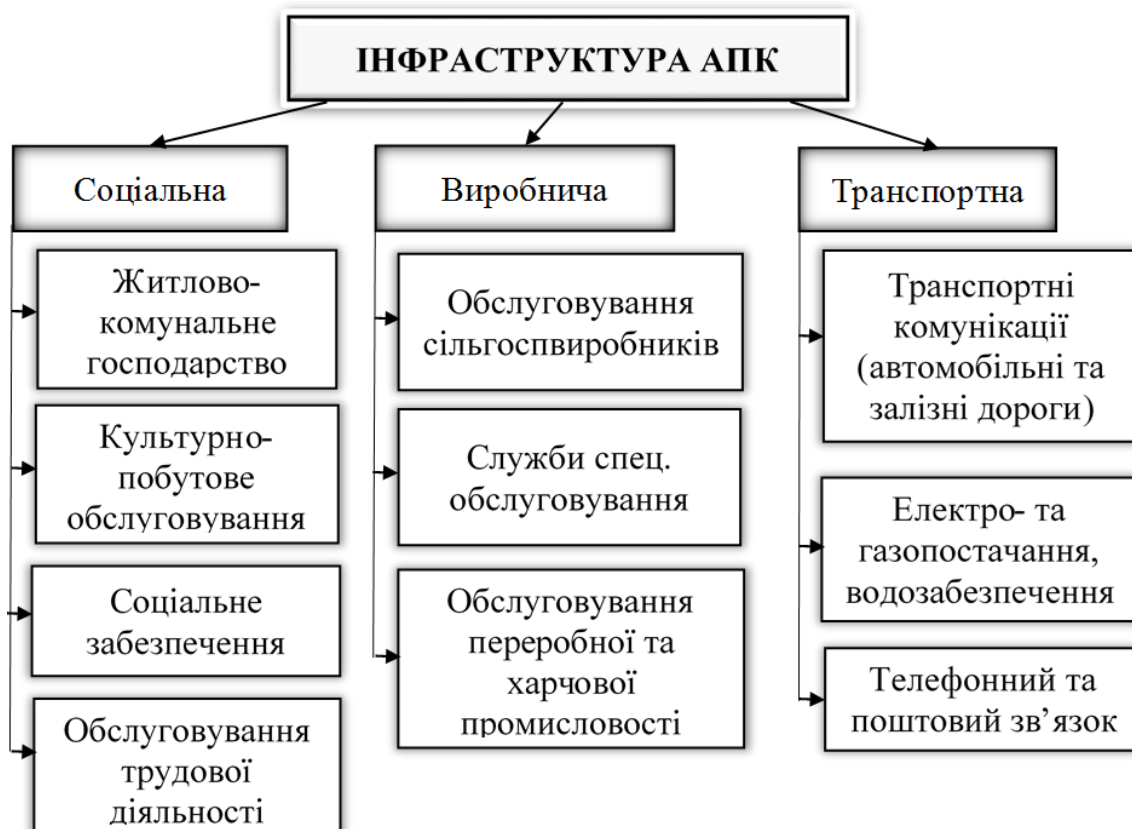 ІНФРАСТРУКТУРА АПК
Соціальна
Житлово-
комунальне
господарство
Культурно-
побутове
обслуговування
Соціальне
забезпечення
Обслуговування
трудової
діяльності
Виробнича
Обслуговування
сільгоспвиробників
Служби спец.
обслуговування
Обслуговування
переробної та
харчової
промисловості
Транспортна
Транспортні
комунікації
(автомобільні та
залізні дороги)
Електро- та
газопостачання,
водозабезпечення
Телефонний та
поштовий зв’язок